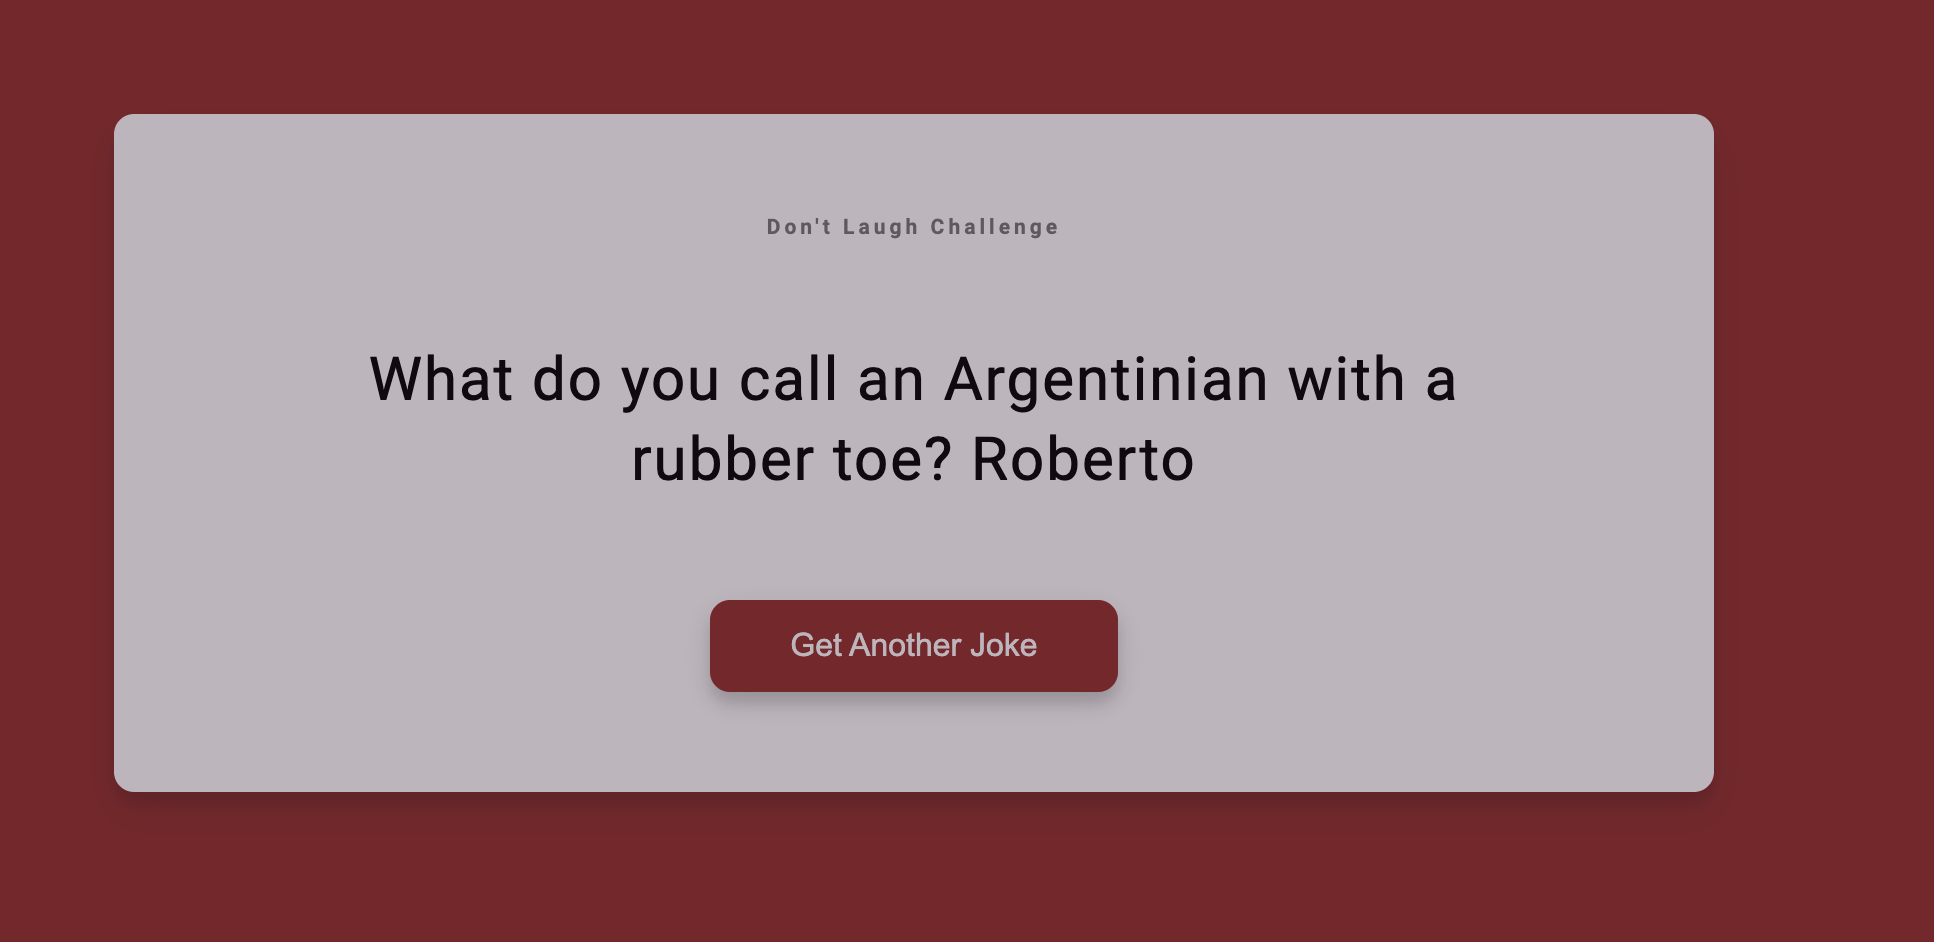 Don't Laugh Challenge
What do you call an Argentinian with a
rubber toe? Roberto
Get Another Joke